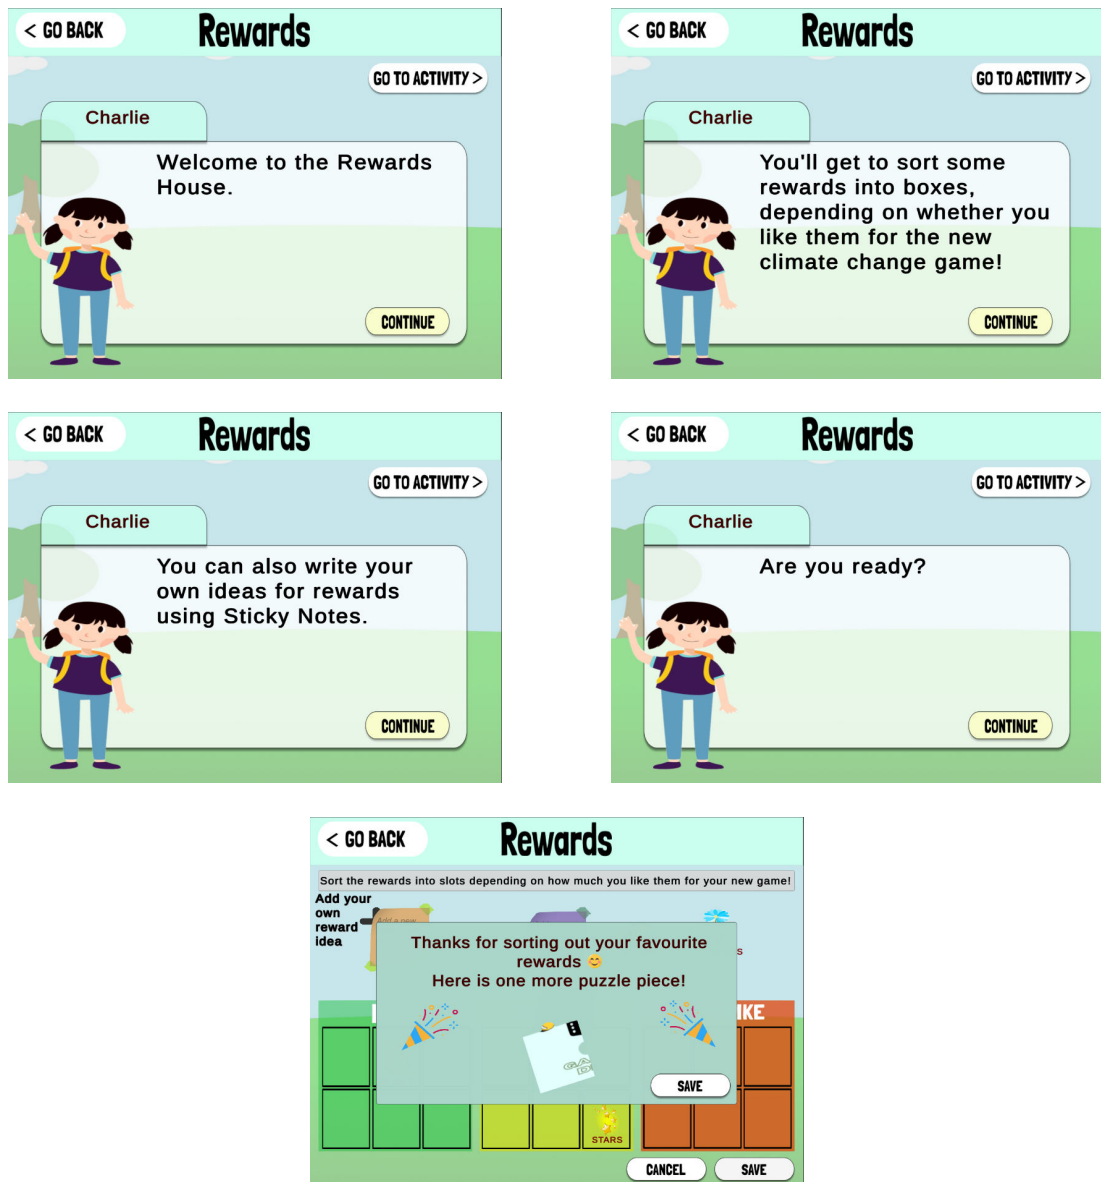 < GO BACK
Rewards
GO TO ACTIVITY >
Charlie
Welcome to the Rewards
House.
CONTINUE
< GO BACK
Rewards
GO TO ACTIVITY >
Charlie
You'll get to sort some
rewards into boxes,
depending on whether you
like them for the new
climate change game!
CONTINUE
< GO BACK
Rewards
GO TO ACTIVITY >
Charlie
You can also write your
own ideas for rewards
using Sticky Notes.
CONTINUE
< GO BACK
Rewards
GO TO ACTIVITY >
Charlie
Are you ready?
CONTINUE
< GO BACK
Rewards
Sort the rewards into slots depending on how much you like them for your new game!
Add your
own
reward
idea
Add a new
Thanks for sorting out your favourite
rewards 😊
Here is one more puzzle piece!
SAVE
STARS
CANCEL
SAVE